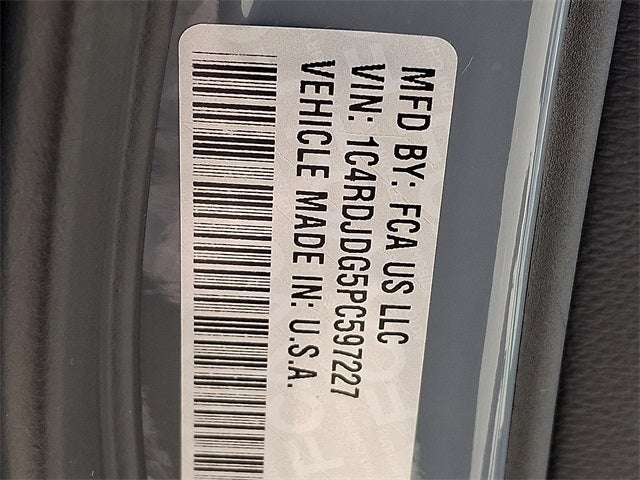 MFD BY: FCA US LLC
VIN: 1C4RDJDG5PC597227
VEHICLE MADE IN: U.S.A.